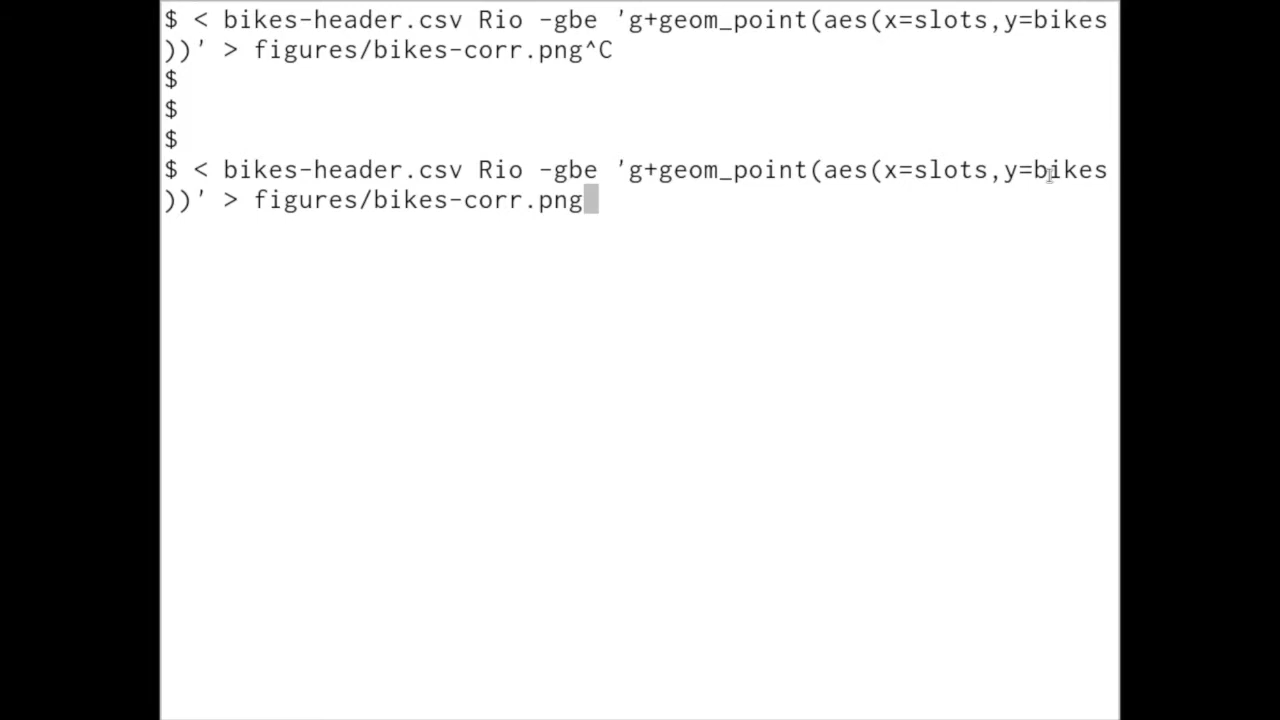 $ < bikes-header.csv Rio -gbe 'g+geom_point(aes(x=slots,y=bikes
))' > figures/bikes-corr.png^C
$
$
$
$ < bikes-header.csv Rio -gbe 'g+geom_point(aes(x=slots,y=bikes
))' > figures/bikes-corr.png